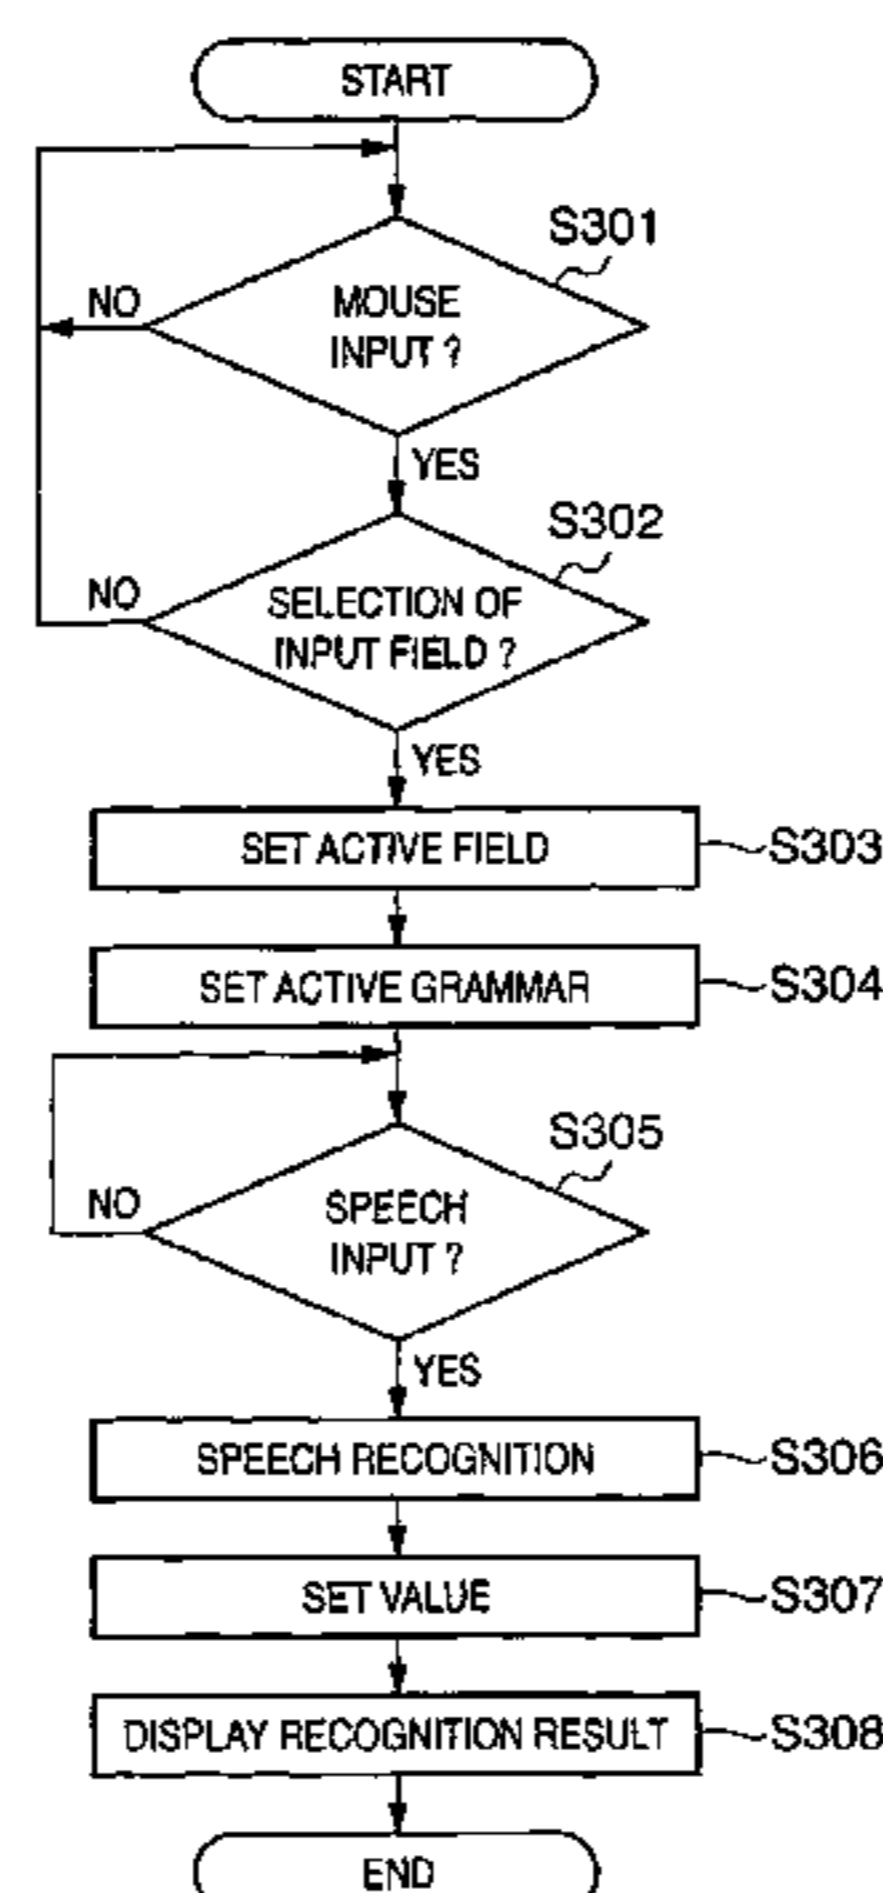 START
S301
NO
MOUSE
INPUT ?
YES
S302
NO
SELECTION OF
INPUT FIELD ?
YES
SET ACTIVE FIELD
S303
SET ACTIVE GRAMMAR
S304
S305
NO
SPEECH
INPUT ?
YES
SPEECH RECOGNITION
S306
SET VALUE
S307
DISPLAY RECOGNITION RESULT
S308
END